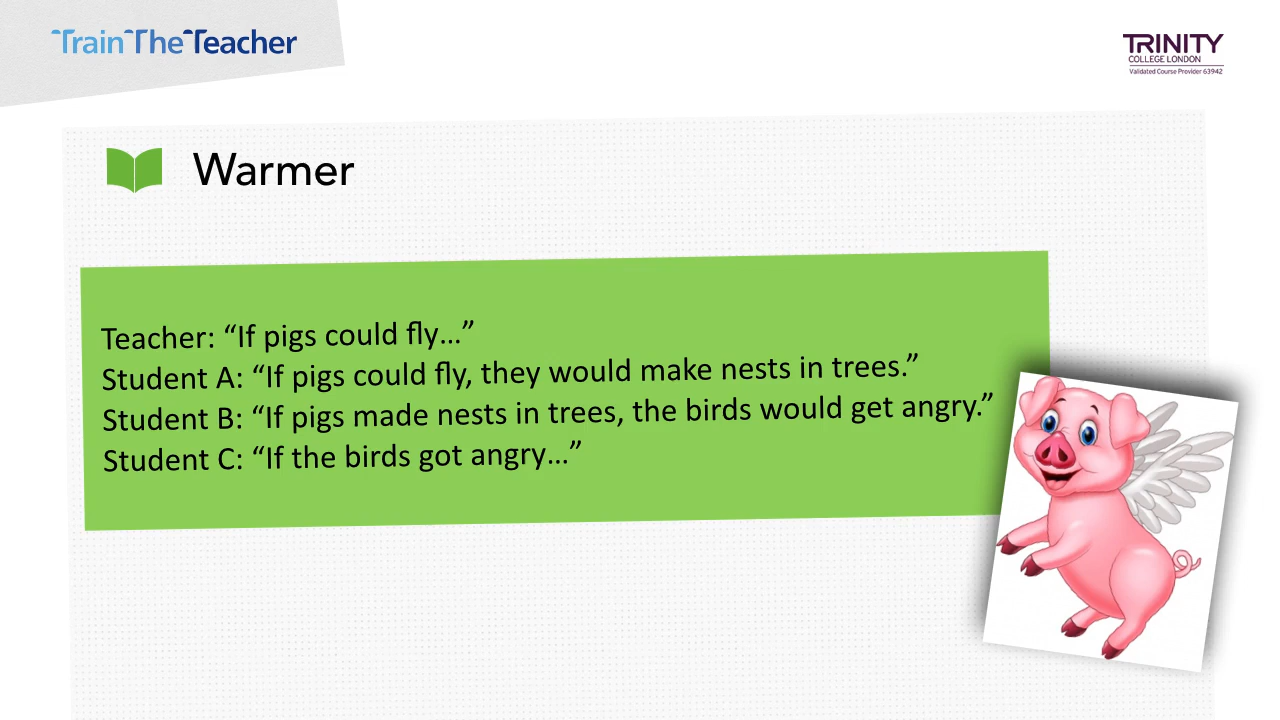 TrainTheTeacher
TRINITY
COLLEGE LONDON
Validated Course Provider 63942
Warmer
Teacher: “If pigs could fly…”
Student A: “If pigs could fly, they would make nests in trees.”
Student B: “If pigs made nests in trees, the birds would get angry.”
Student C: “If the birds got angry…”